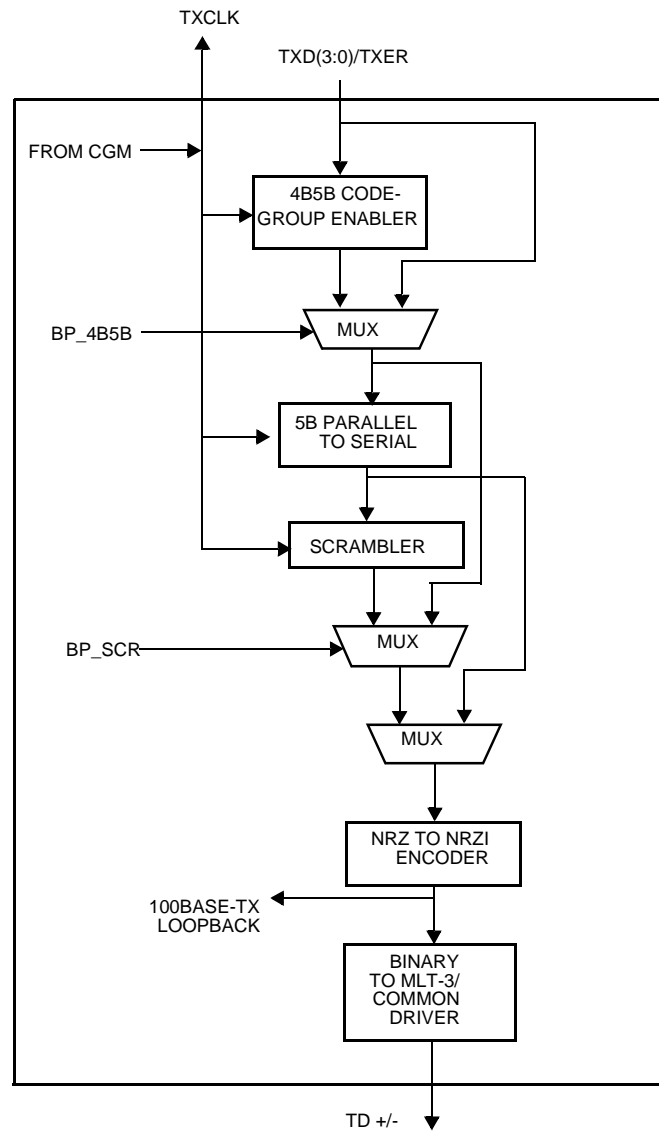 TXCLK
TXD(3:0)/TXER
FROM CGM
4B5B CODE-
GROUP ENABLER
BP_4B5B
MUX
5B PARALLEL
TO SERIAL
SCRAMBLER
BP_SCR
MUX
MUX
NRZ TO NRZI
ENCODER
100BASE-TX
LOOPBACK
BINARY
TO MLT-3/
COMMON
DRIVER
TD +/-